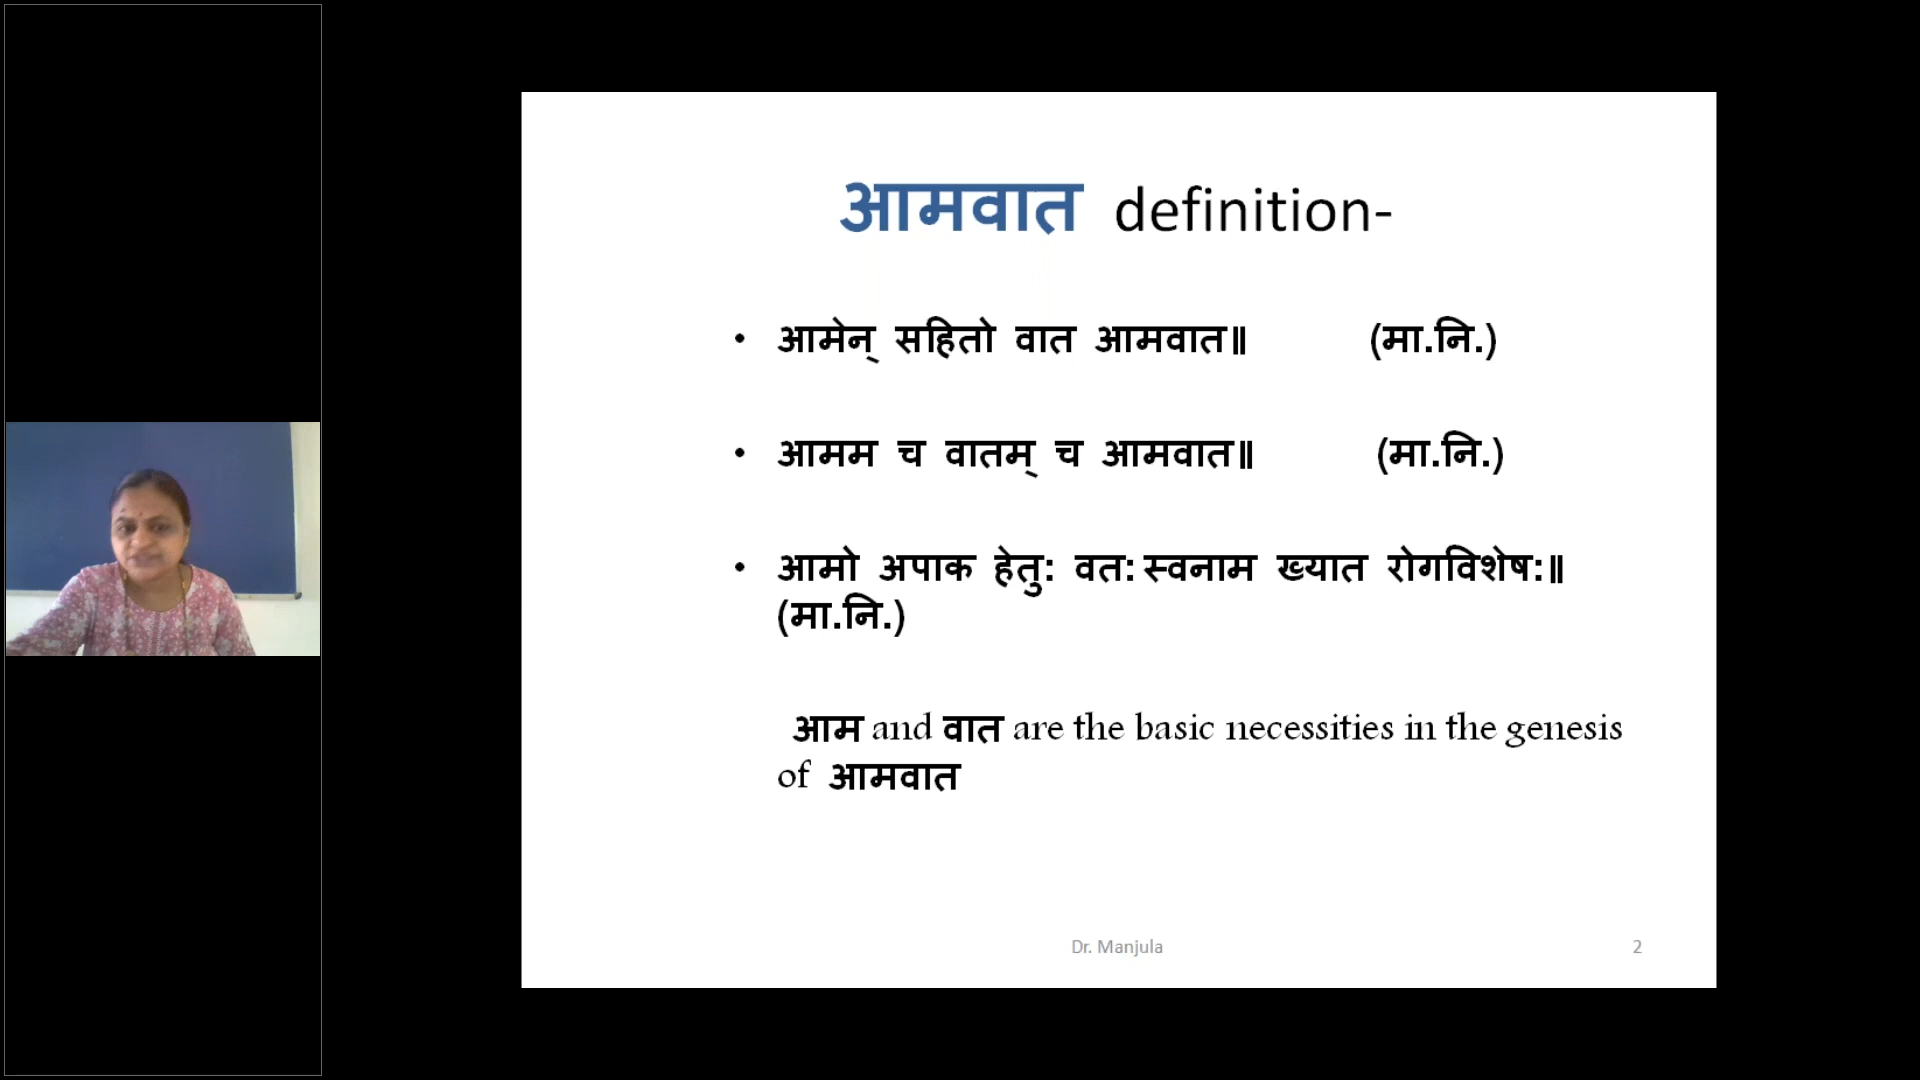 आमवात definition-
• आमेन् सहितो वात आमवात॥ (मा.नि.)
• आमम च वातम् च आमवात॥ (मा.नि.)
• आमो अपाक हेतु: वत: स्वनाम ख्यात रोगविशेष:॥
(मा.नि.)
आम and वात are the basic necessities in the genesis
of आमवात
Dr. Manjula 2